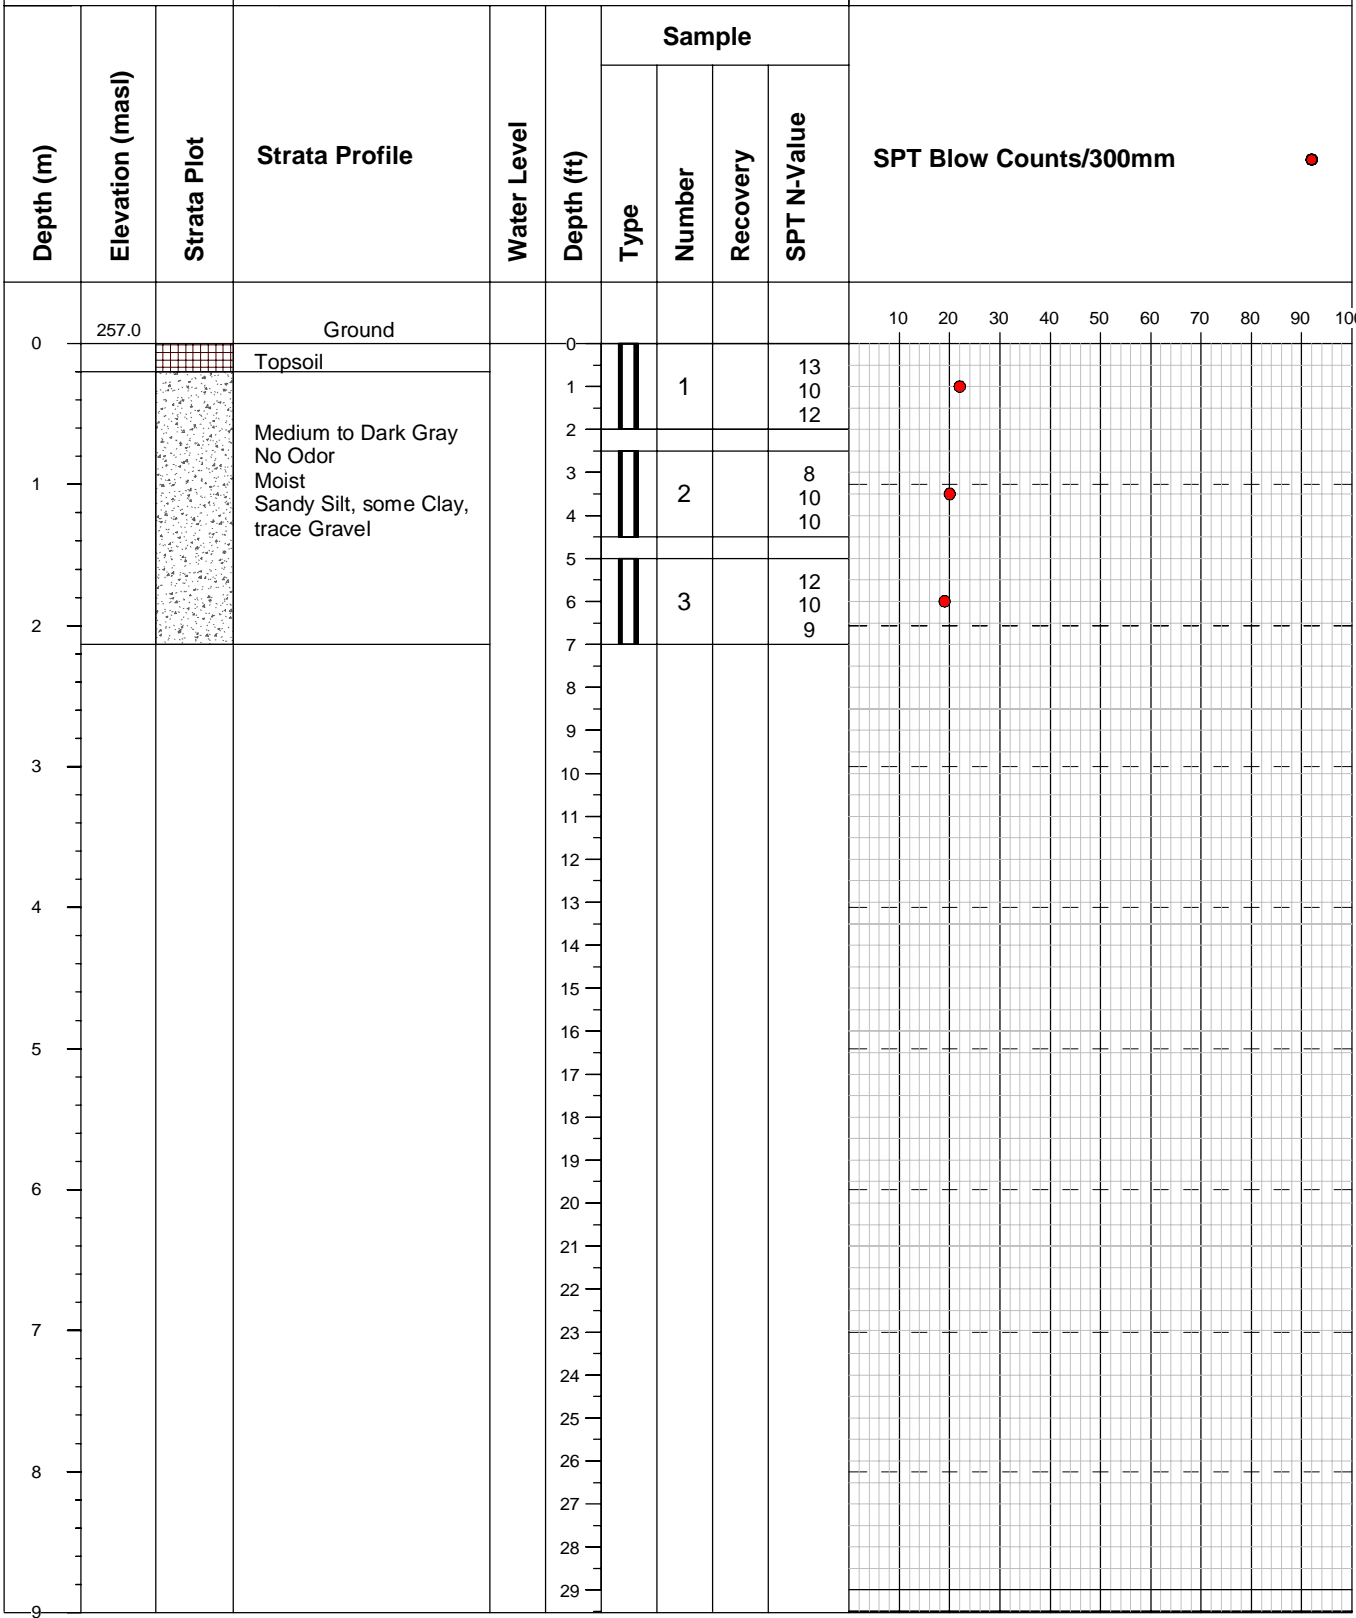 Sample
Depth (m)
Elevation (masl)
Strata Plot
Strata Profile
Water Level
Depth (ft)
Type
Number
Recovery
SPT N-Value
SPT Blow Counts/300mm
10 20 30 40 50 60 70 80 90 100
257.0 Ground
0 0
Topsoil
13
1 1 10
12
2
Medium to Dark Gray
No Odor
Moist
Sandy Silt, some Clay,
trace Gravel
3 8
1 2 10
4 10
5
12
6 3 10
2 9
7
8
9
3
10
11
12
4 13
14
15
16
5
17
18
19
6
20
21
22
7 23
24
25
26
8
27
28
29
9